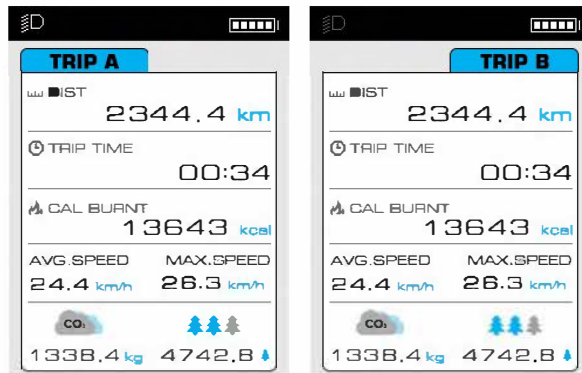 TRIP A
DIST
2344.4 km
TRIP TIME
00:34
CAL BURNT
13643 kcal
AVG.SPEED MAX.SPEED
24.4 km/h 26.3 km/h
CO₂
1338.4 kg 4742.8
TRIP B
DIST
2344.4 km
TRIP TIME
00:34
CAL BURNT
13643 kcal
AVG.SPEED MAX.SPEED
24.4 km/h 26.3 km/h
CO₂
1338.4 kg 4742.8